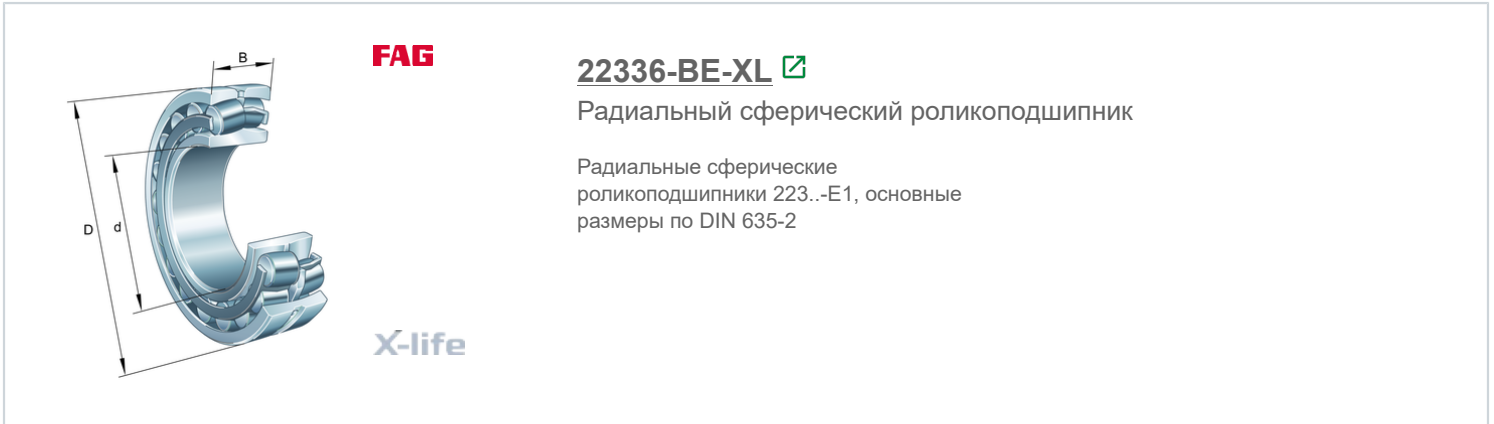 B
FAG
22336-BE-XL
Радиальный сферический роликоподшипник
Радиальные сферические
роликоподшипники 223..-E1, основные
размеры по DIN 635-2
D
d
X-life